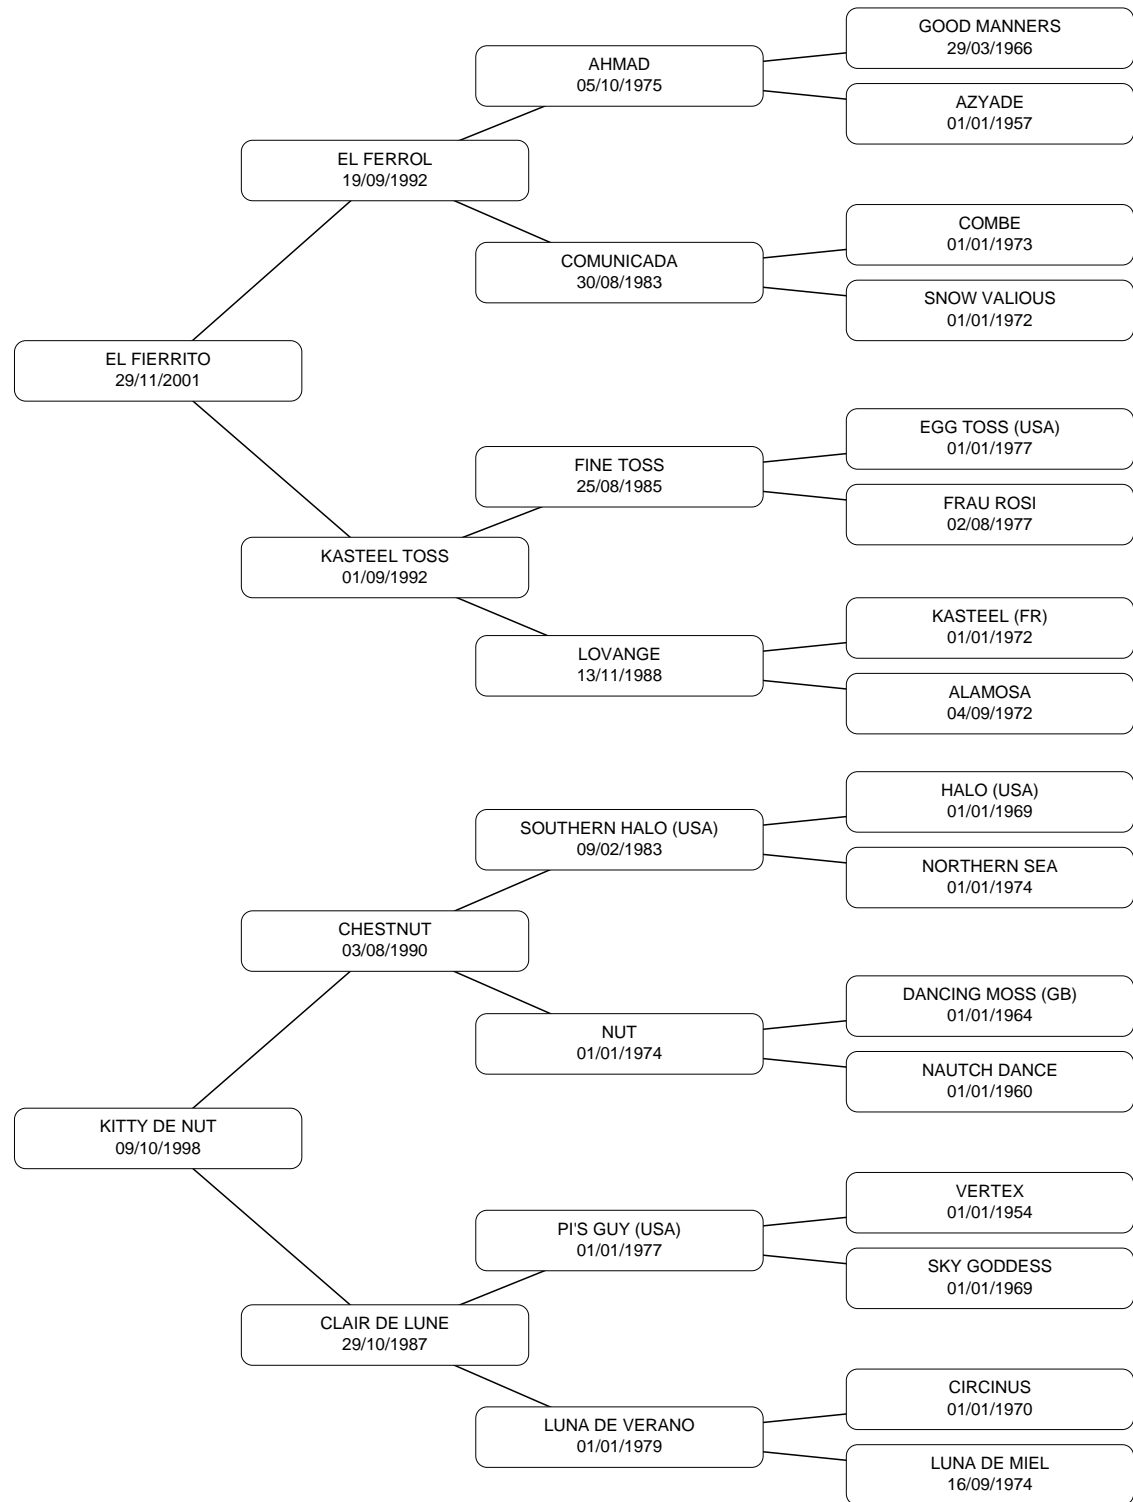 GOOD MANNERS
29/03/1966
AHMAD
05/10/1975
AZYADE
01/01/1957
EL FERROL
19/09/1992
COMBE
01/01/1973
COMUNICADA
30/08/1983
SNOW VALIOUS
01/01/1972
EL FIERRITO
29/11/2001
EGG TOSS (USA)
01/01/1977
FINE TOSS
25/08/1985
FRAU ROSI
02/08/1977
KASTEEL TOSS
01/09/1992
KASTEEL (FR)
01/01/1972
LOVANGE
13/11/1988
ALAMOSA
04/09/1972
HALO (USA)
01/01/1969
SOUTHERN HALO (USA)
09/02/1983
NORTHERN SEA
01/01/1974
CHESTNUT
03/08/1990
DANCING MOSS (GB)
01/01/1964
NUT
01/01/1974
NAUTCH DANCE
01/01/1960
KITTY DE NUT
09/10/1998
VERTEX
01/01/1954
PI'S GUY (USA)
01/01/1977
SKY GODDESS
01/01/1969
CLAIR DE LUNE
29/10/1987
CIRCINUS
01/01/1970
LUNA DE VERANO
01/01/1979
LUNA DE MIEL
16/09/1974